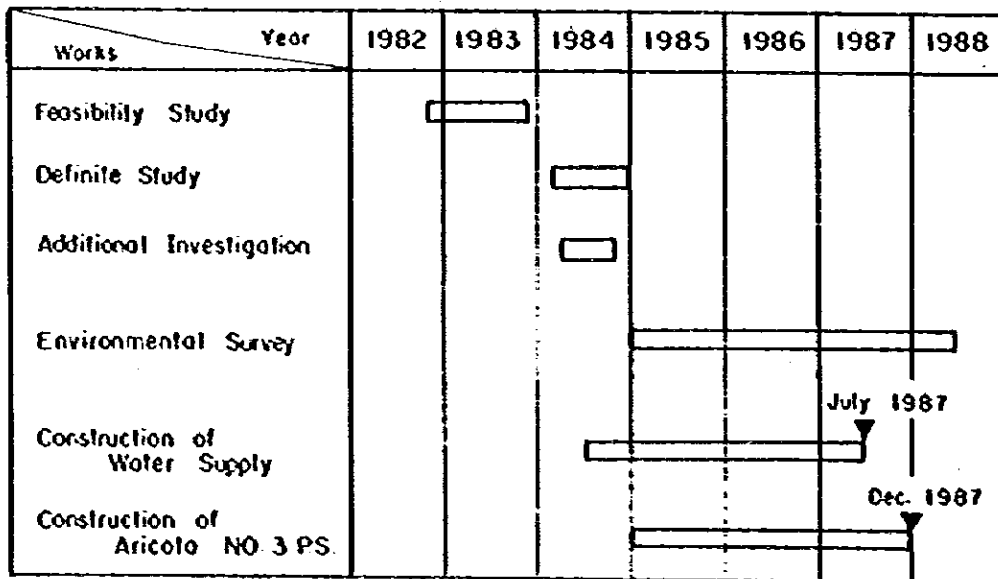 Year
Works
1982 1983 1984 1985 1986 1987 1988
Feasibility Study
Definite Study
Additional Investigation
Environmental Survey
July 1987
Construction of
Water Supply
Dec. 1987
Construction of
Aricota NO. 3 P.S.